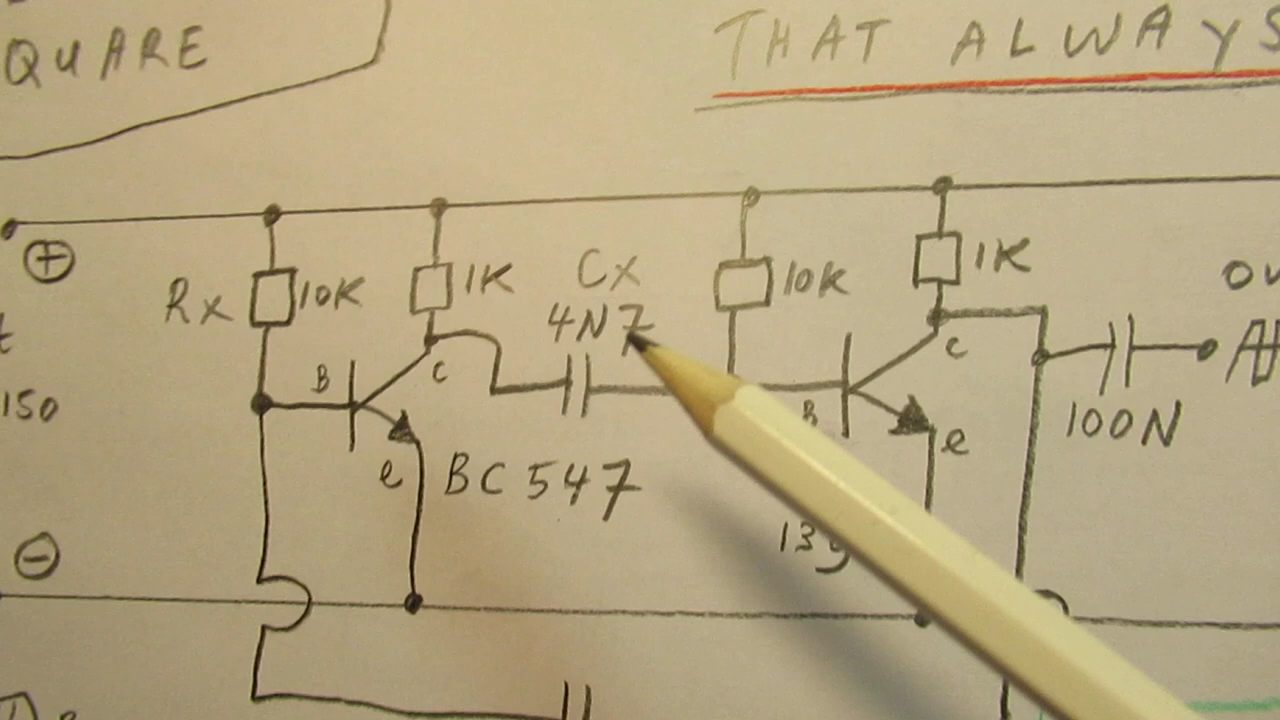 QUARE
THAT ALWAYS
+
Rx 10K
1K
Cx
4N7
10K
1K
B
c
B
c
150
e
BC547
e
100N
−